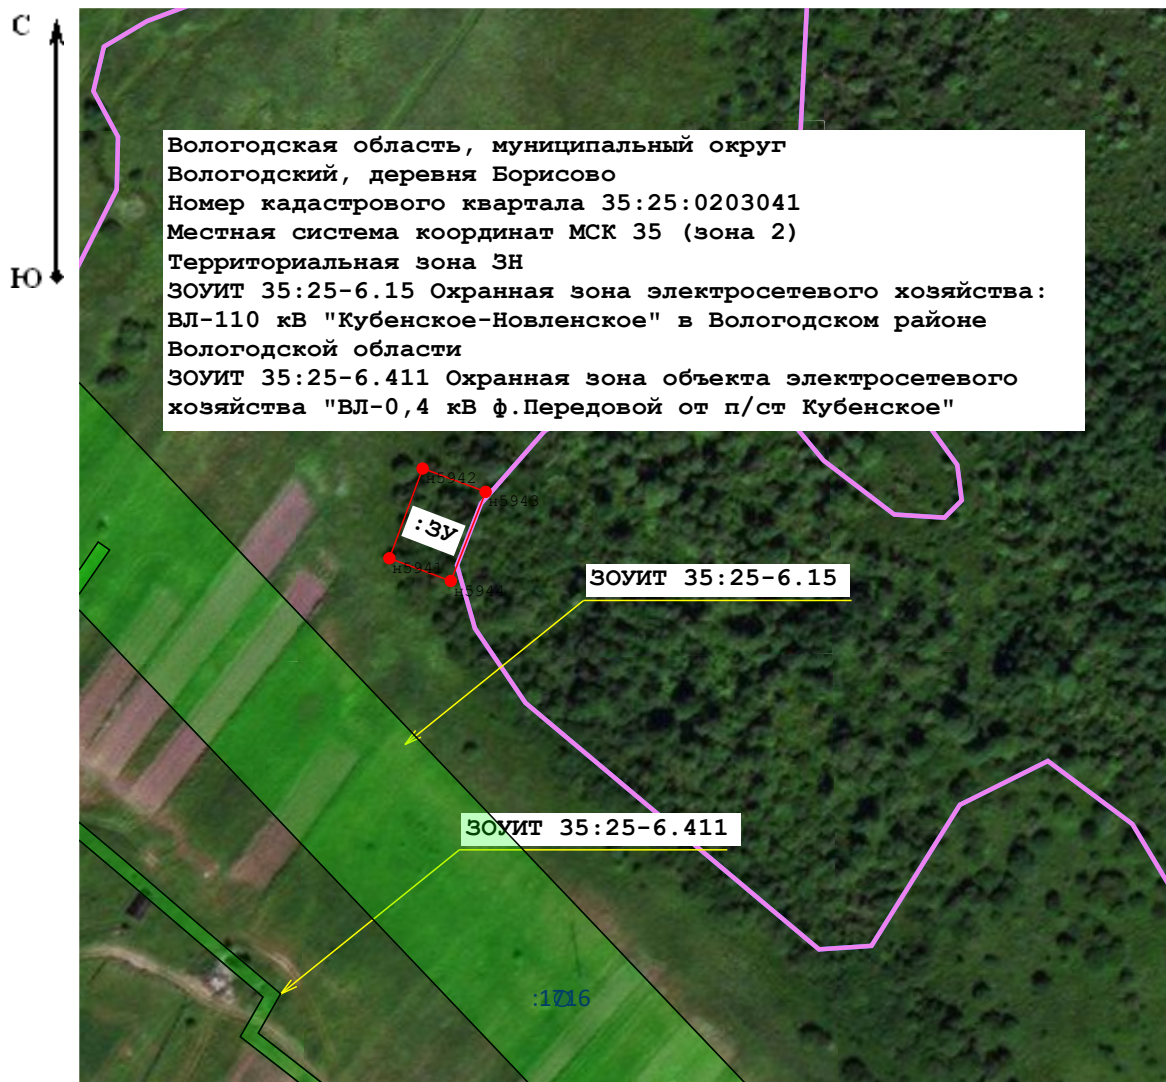 С
Вологодская область, муниципальный округ
Вологодский, деревня Борисово
Номер кадастрового квартала 35:25:0203041
Местная система координат МСК 35 (зона 2)
Территориальная зона ЗН
Ю
ЗОУИТ 35:25-6.15 Охранная зона электросетевого хозяйства:
ВЛ-110 кВ "Кубенское-Новленское" в Вологодском районе
Вологодской области
ЗОУИТ 35:25-6.411 Охранная зона объекта электросетевого
хозяйства "ВЛ-0,4 кВ ф.Передовой от п/ст Кубенское"
н5942
н5943
:ЗУ
н5941
н5944
ЗОУИТ 35:25-6.15
ЗОУИТ 35:25-6.411